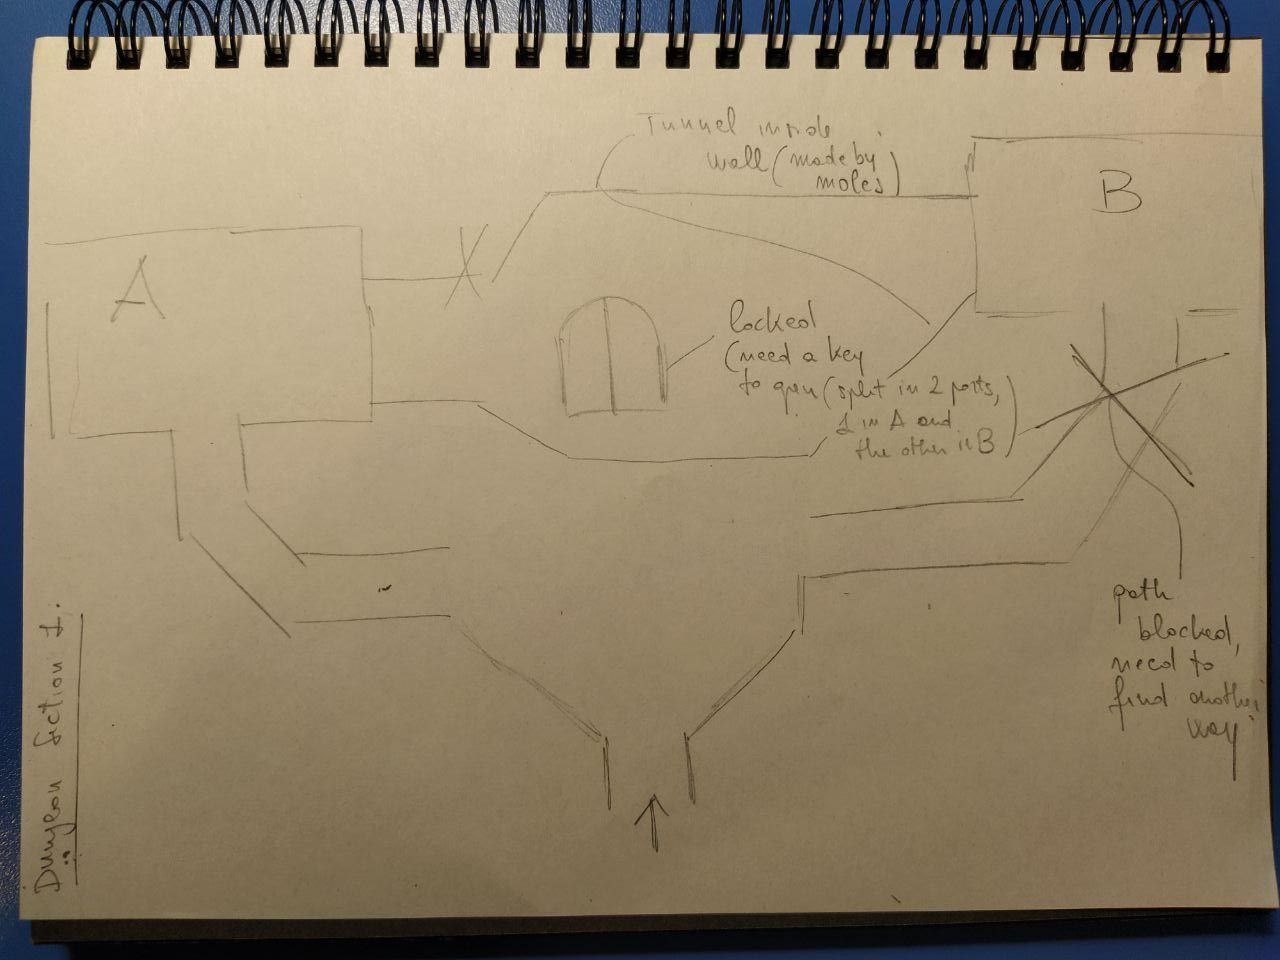 Tunnel inside
wall (made by
moles)
B
A
locked
(need a key
to open (split in 2 parts,
1 in A and
the other in B)
path
blocked,
need to
find another
way
Dungeon Section 1: